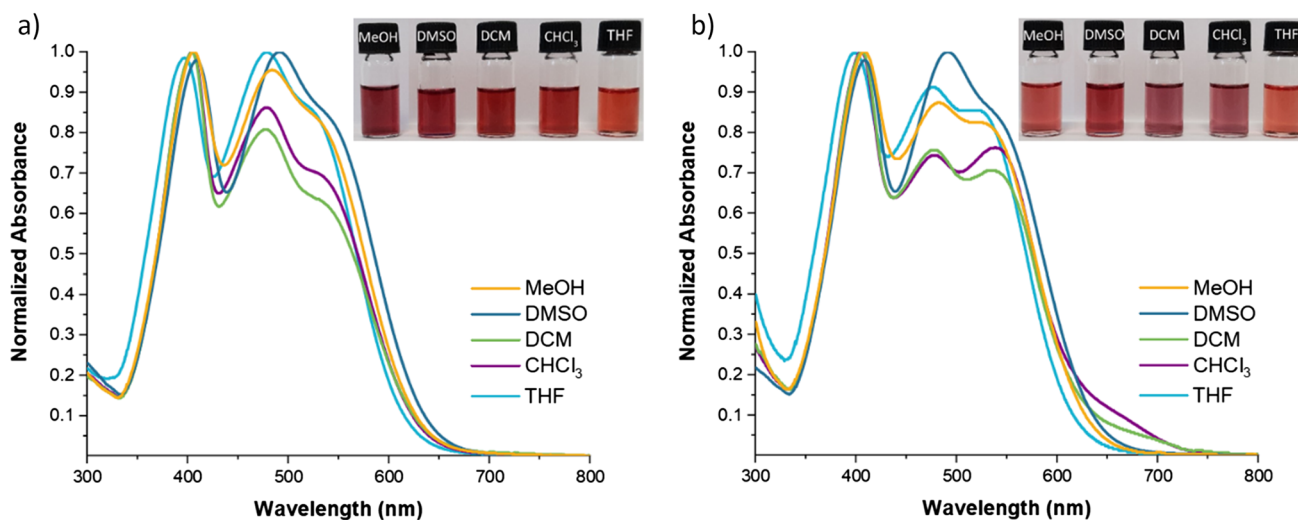 a)
MeOH DMSO DCM CHCl₃ THF
1.0
0.9
0.8
0.7
0.6
0.5
0.4
0.3
0.2
0.1
Normalized Absorbance
MeOH
DMSO
DCM
CHCl₃
THF
300 400 500 600 700 800
Wavelength (nm)
b)
MeOH DMSO DCM CHCl₃ THF
1.0
0.9
0.8
0.7
0.6
0.5
0.4
0.3
0.2
0.1
Normalized Absorbance
MeOH
DMSO
DCM
CHCl₃
THF
300 400 500 600 700 800
Wavelength (nm)